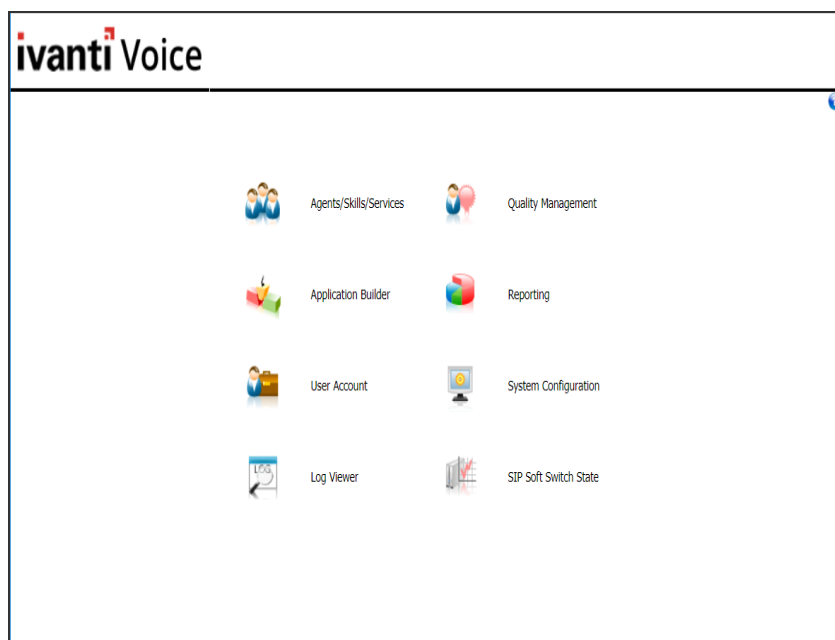 ivanti Voice
Agents/Skills/Services
Quality Management
Application Builder
Reporting
User Account
System Configuration
LOG
Log Viewer
SIP Soft Switch State